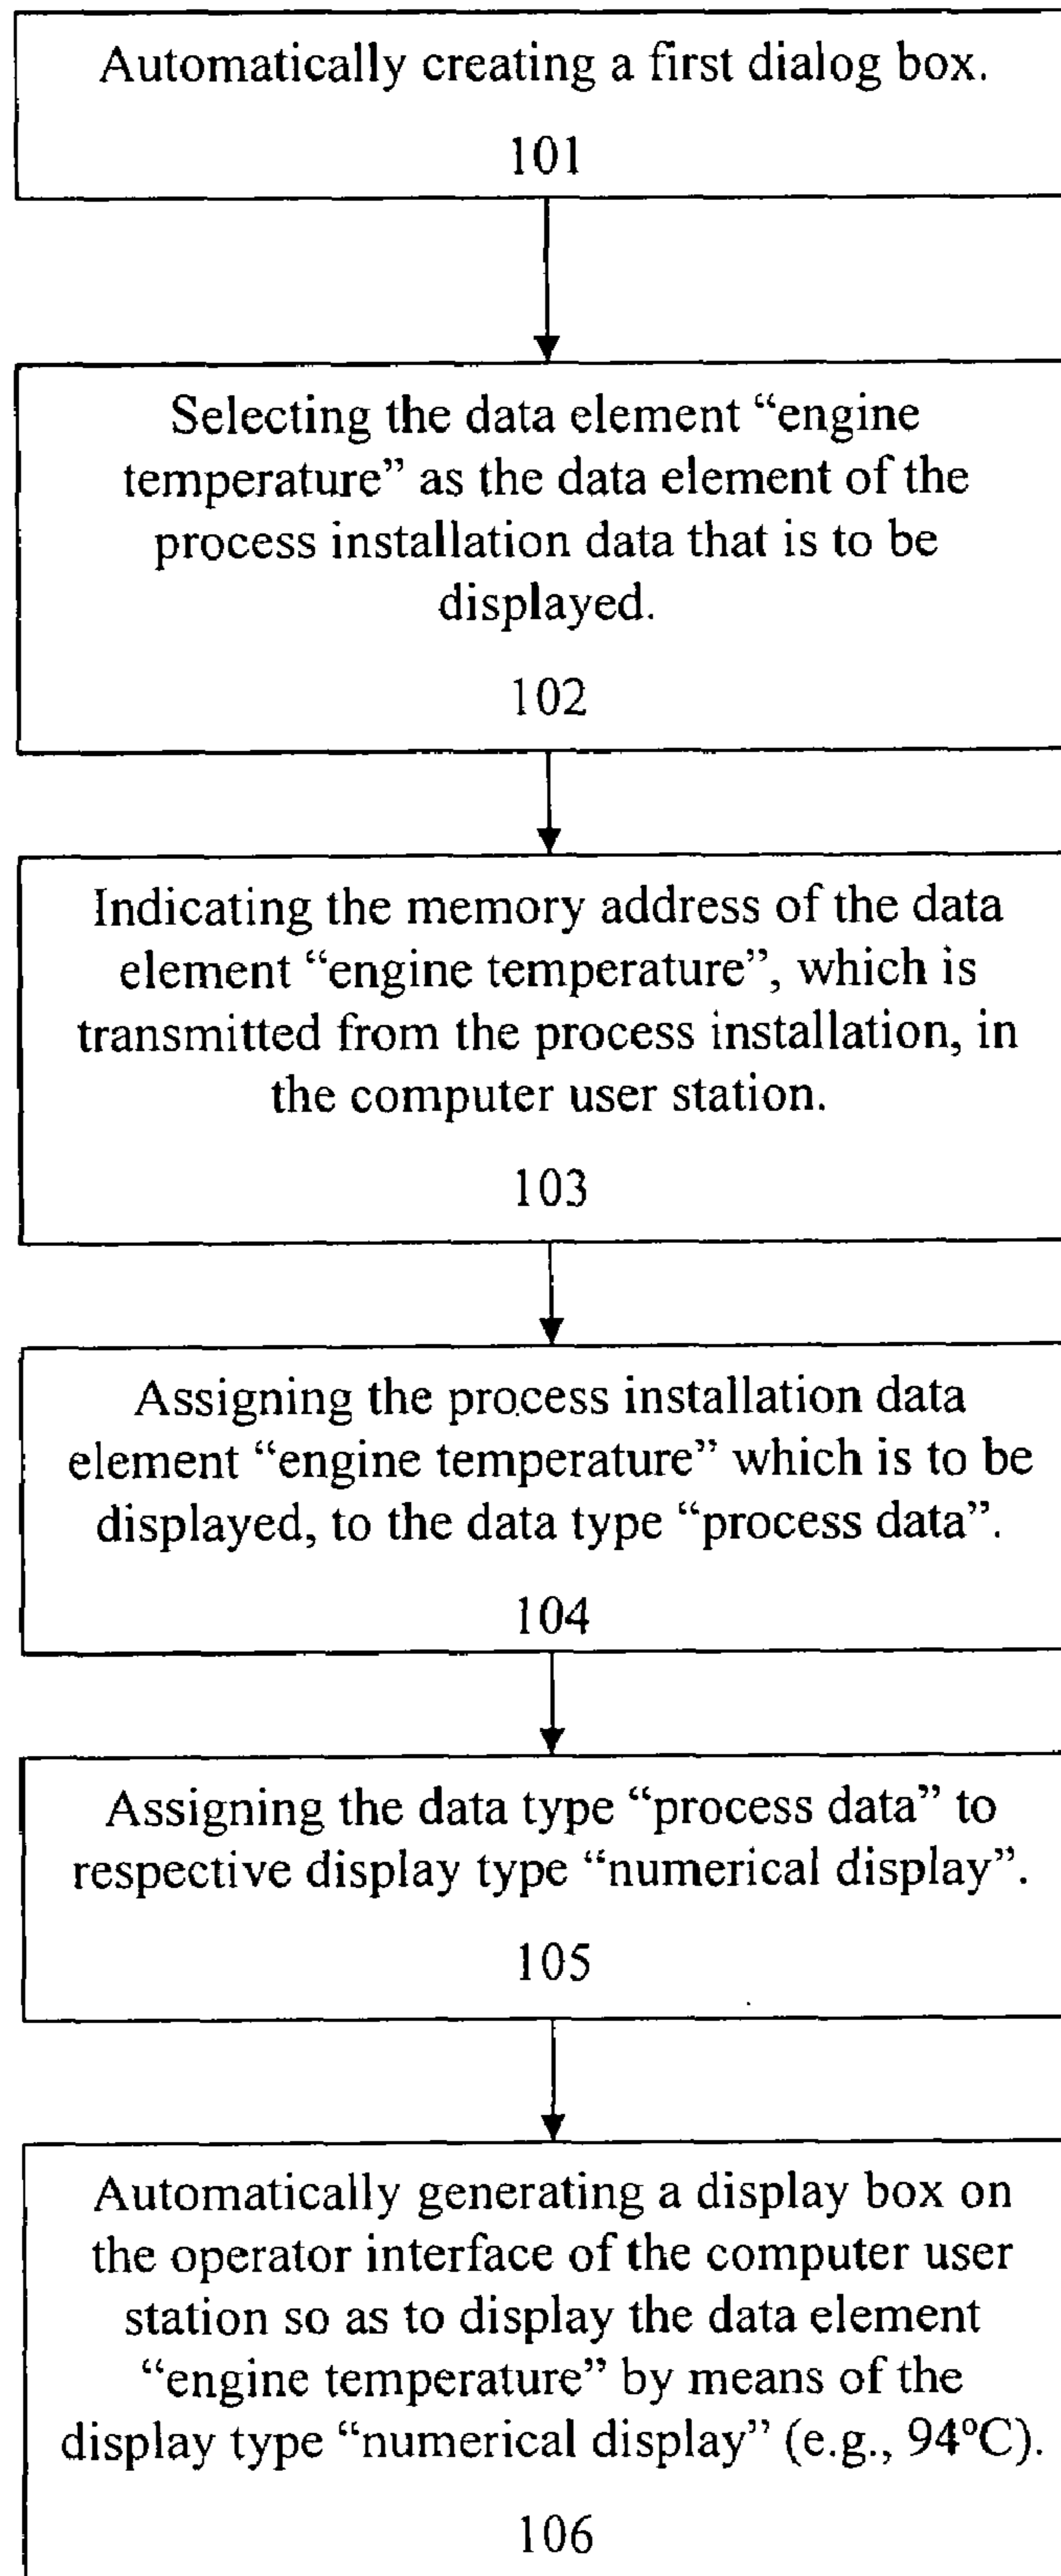 Automatically creating a first dialog box.
101
Selecting the data element “engine
temperature” as the data element of the
process installation data that is to be
displayed.
102
Indicating the memory address of the data
element “engine temperature”, which is
transmitted from the process installation, in
the computer user station.
103
Assigning the process installation data
element “engine temperature” which is to be
displayed, to the data type “process data”.
104
Assigning the data type “process data” to
respective display type “numerical display”.
105
Automatically generating a display box on
the operator interface of the computer user
station so as to display the data element
“engine temperature” by means of the
display type “numerical display” (e.g., 94ºC).
106